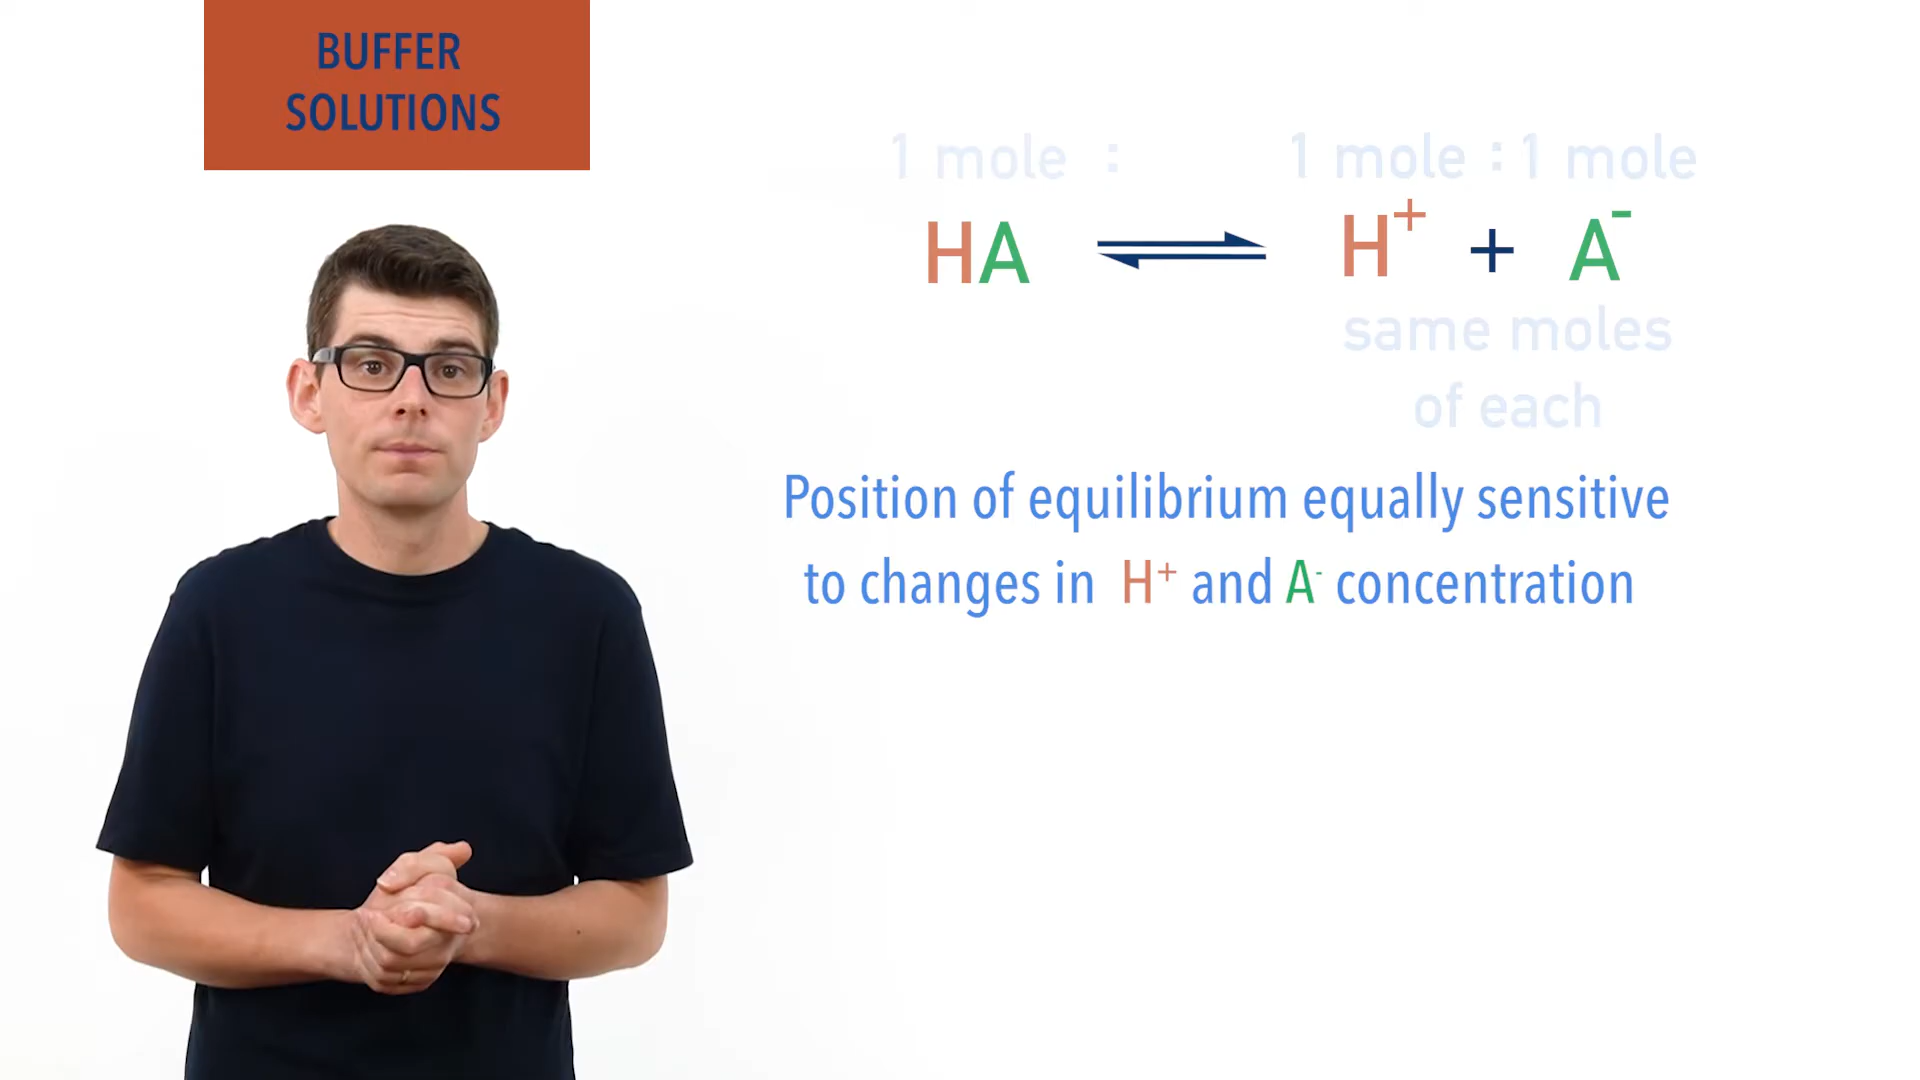 BUFFER
SOLUTIONS
1 mole : 1 mole : 1 mole
HA ⇌ H⁺ + A⁻
same moles
of each
Position of equilibrium equally sensitive
to changes in H⁺ and A⁻ concentration